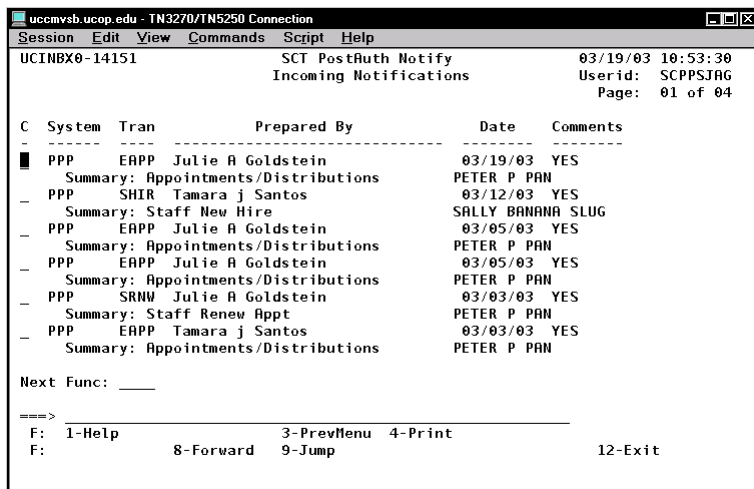 uccmvsb.ucop.edu - TN3270/TN5250 Connection
Session Edit View Commands Script Help
UCINBX0-14151 SCT PostAuth Notify 03/19/03 10:53:30
Incoming Notifications Userid: SCPPSJAG
Page: 01 of 04
C System Tran Prepared By Date Comments
- ------ ---- ----------------------------- -------- --------
_ PPP EAPP Julie A Goldstein 03/19/03 YES
Summary: Appointments/Distributions PETER P PAN
_ PPP SHIR Tamara j Santos 03/12/03 YES
Summary: Staff New Hire SALLY BANANA SLUG
_ PPP EAPP Julie A Goldstein 03/05/03 YES
Summary: Appointments/Distributions PETER P PAN
_ PPP EAPP Julie A Goldstein 03/05/03 YES
Summary: Appointments/Distributions PETER P PAN
_ PPP SRNW Julie A Goldstein 03/03/03 YES
Summary: Staff Renew Appt PETER P PAN
_ PPP EAPP Tamara j Santos 03/03/03 YES
Summary: Appointments/Distributions PETER P PAN
Next Func: ____
===> ________________________________________________________
F: 1-Help 3-PrevMenu 4-Print
F: 8-Forward 9-Jump 12-Exit